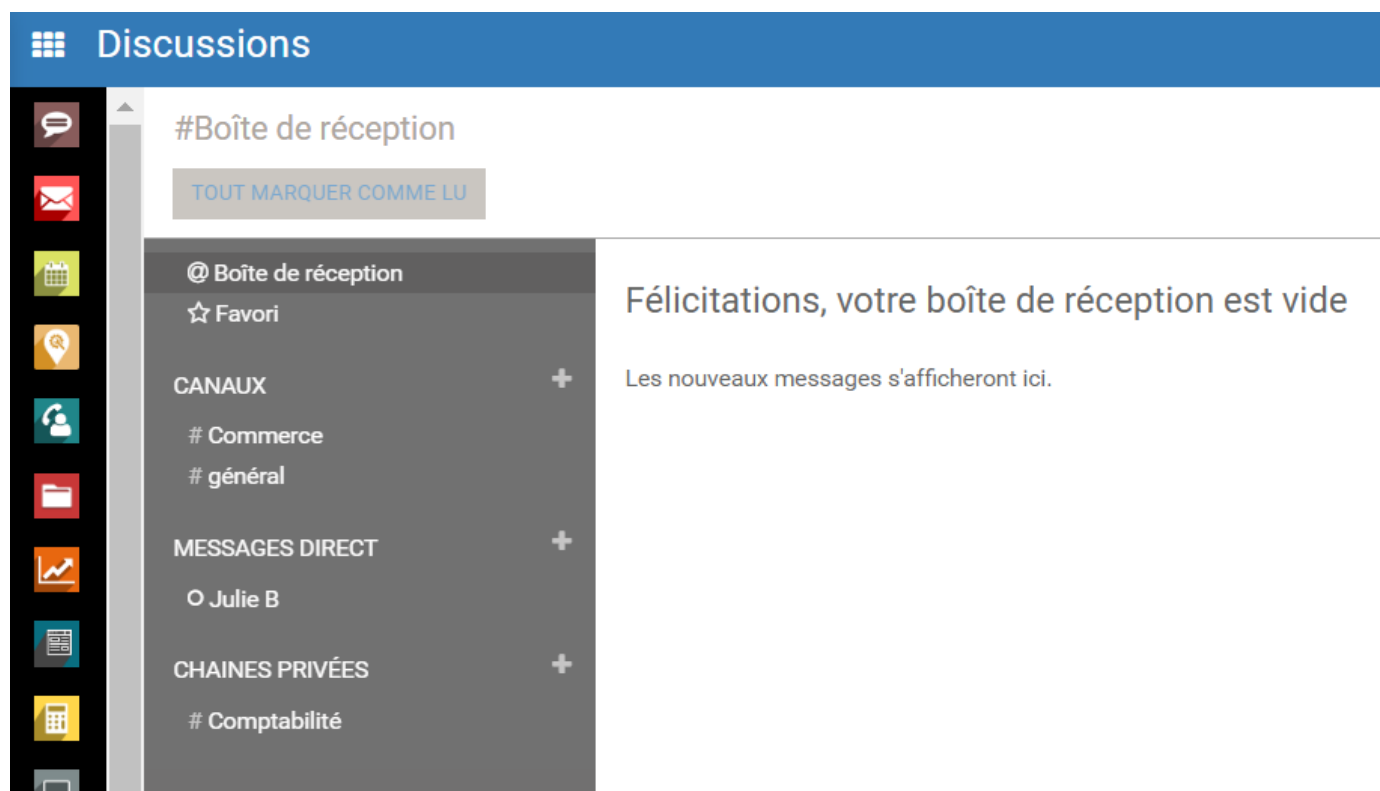 Discussions
#Boîte de réception
TOUT MARQUER COMME LU
@ Boîte de réception
Favori
CANAUX
# Commerce
# général
MESSAGES DIRECT
Julie B
CHAINES PRIVÉES
# Comptabilité
Félicitations, votre boîte de réception est vide
Les nouveaux messages s'afficheront ici.